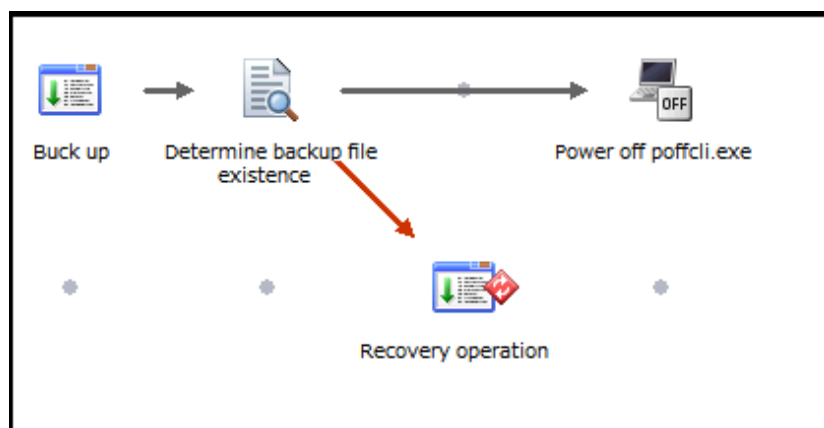 OFF
Buck up
Determine backup file
existence
Power off poffcli.exe
Recovery operation